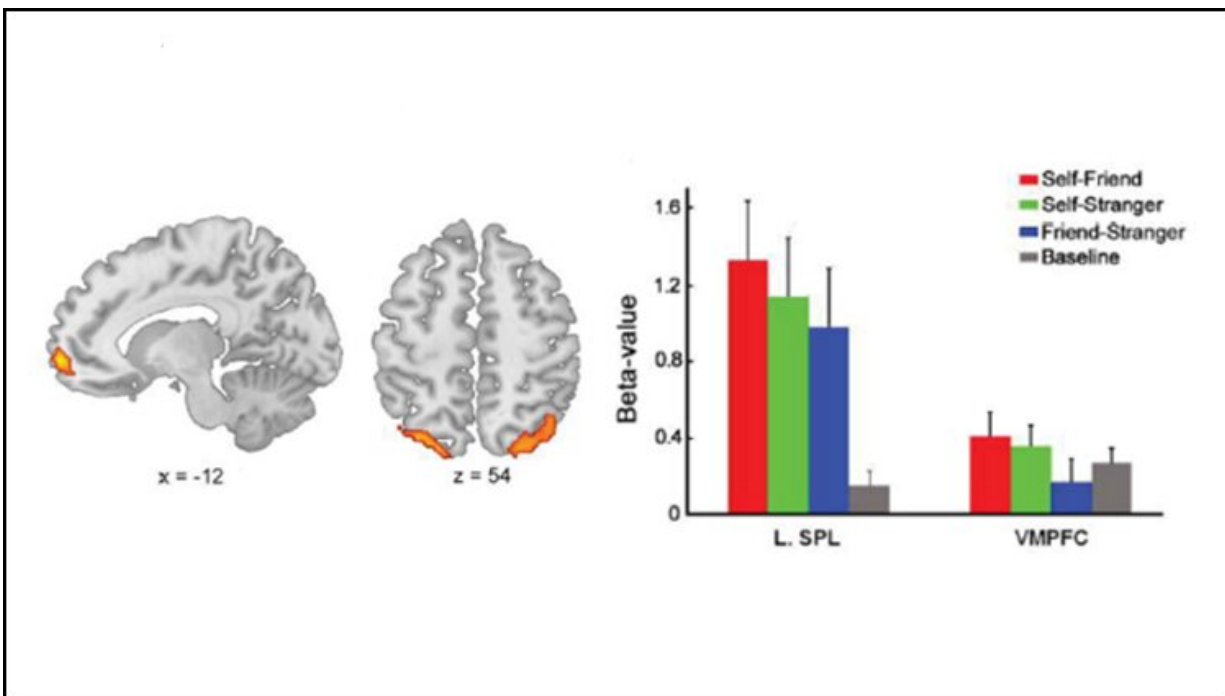 x = -12
z = 54
Self-Friend
Self-Stranger
Friend-Stranger
Baseline
Beta-value
1.6
1.2
0.8
0.4
0
L. SPL
VMPFC